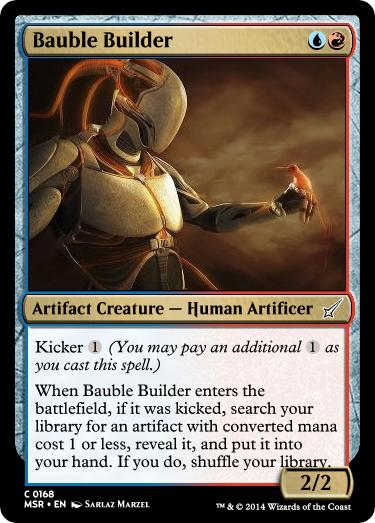 Bauble Builder
Artifact Creature — Human Artificer
Kicker 1 (You may pay an additional 1 as
you cast this spell.)
When Bauble Builder enters the
battlefield, if it was kicked, search your
library for an artifact with converted mana
cost 1 or less, reveal it, and put it into
your hand. If you do, shuffle your library.
2/2
C 0168
MSR • EN Sarlaz Marzel
™ & © 2014 Wizards of the Coast